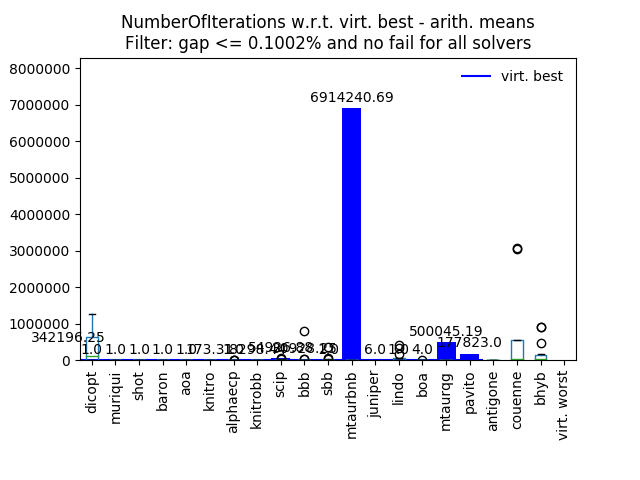 NumberOfIterations w.r.t. virt. best - arith. means
Filter: gap <= 0.1002% and no fail for all solvers
virt. best
8000000
7000000
6000000
5000000
4000000
3000000
2000000
1000000
0
6914240.69
342196.25
1.0
1.0
1.0
1.0
1.0
173.31
6.0
4.0
500045.19
177823.0
dicopt
muriqui
shot
baron
aoa
knitro
alphaecp
knitrobb
scip
bbb
sbb
mtaurbnb
juniper
lindo
boa
mtaurqg
pavito
antigone
couenne
bhyb
virt. worst